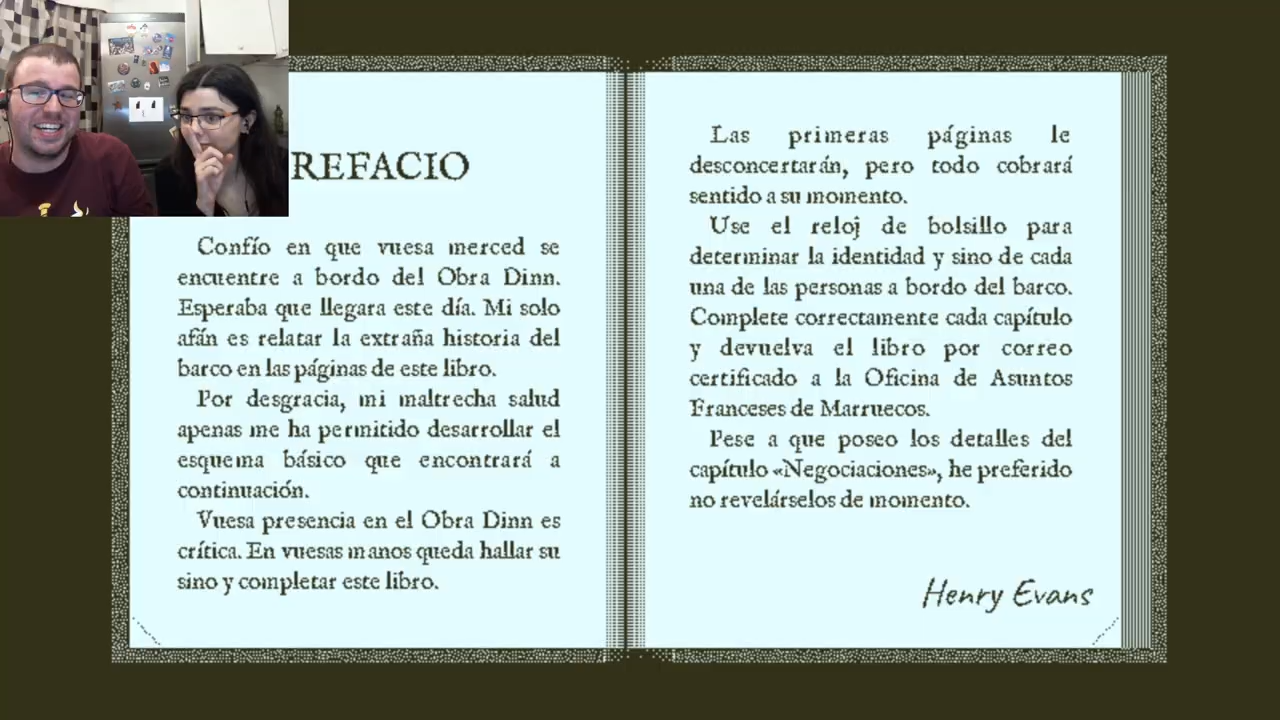 REFACIO
Confío en que vuesa merced se
encuentre a bordo del Obra Dinn.
Esperaba que llegara este día. Mi solo
afán es relatar la extraña historia del
barco en las páginas de este libro.
Por desgracia, mi maltrecha salud
apenas me ha permitido desarrollar el
esquema básico que encontrará a
continuación.
Vuesa presencia en el Obra Dinn es
crítica. En vuesas manos queda hallar su
sino y completar este libro.
Las primeras páginas le
desconcertarán, pero todo cobrará
sentido a su momento.
Use el reloj de bolsillo para
determinar la identidad y sino de cada
una de las personas a bordo del barco.
Complete correctamente cada capítulo
y devuelva el libro por correo
certificado a la Oficina de Asuntos
Franceses de Marruecos.
Pese a que poseo los detalles del
capítulo «Negociaciones», he preferido
no revelárselos de momento.
Henry Evans